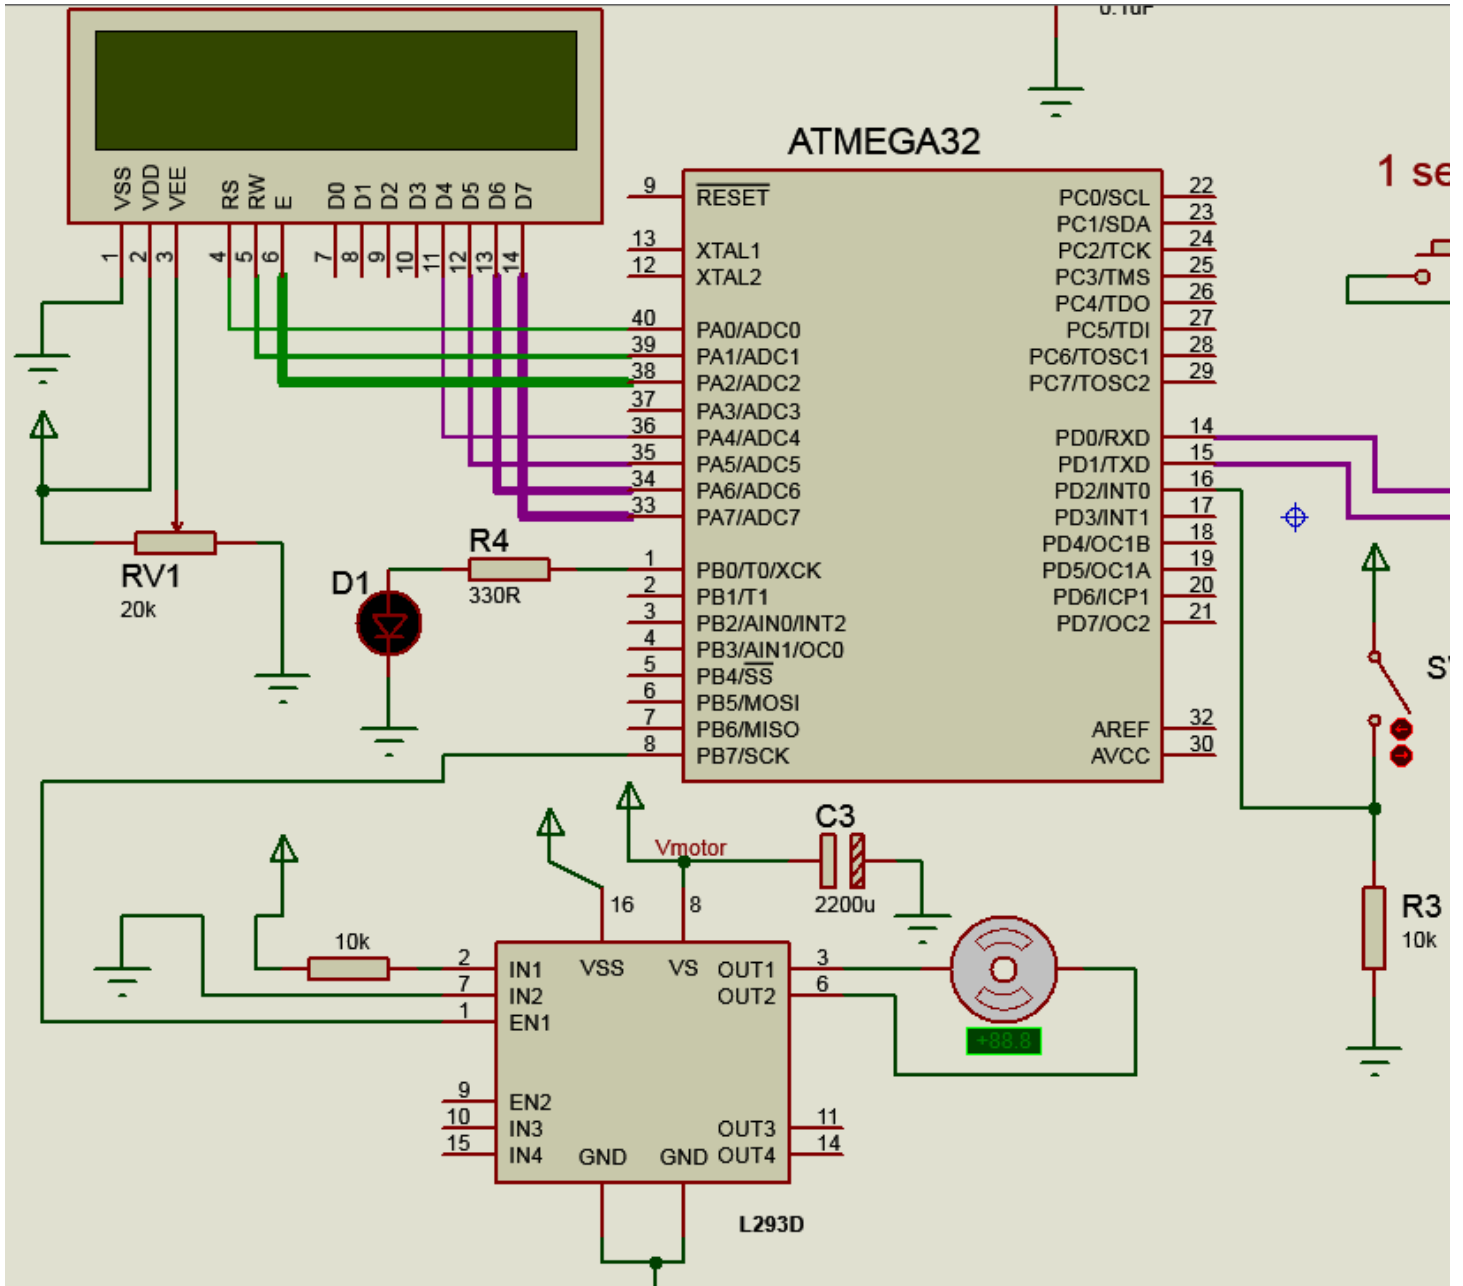 0.1uF
ATMEGA32
1 se
VSS
VDD
VEE
RS
RW
E
D0
D1
D2
D3
D4
D5
D6
D7
1
2
3
4
5
6
7
8
9
10
11
12
13
14
9 RESET
13 XTAL1
12 XTAL2
40 PA0/ADC0
39 PA1/ADC1
38 PA2/ADC2
37 PA3/ADC3
36 PA4/ADC4
35 PA5/ADC5
34 PA6/ADC6
33 PA7/ADC7
1 PB0/T0/XCK
2 PB1/T1
3 PB2/AIN0/INT2
4 PB3/AIN1/OC0
5 PB4/SS
6 PB5/MOSI
7 PB6/MISO
8 PB7/SCK
PC0/SCL 22
PC1/SDA 23
PC2/TCK 24
PC3/TMS 25
PC4/TDO 26
PC5/TDI 27
PC6/TOSC1 28
PC7/TOSC2 29
PD0/RXD 14
PD1/TXD 15
PD2/INT0 16
PD3/INT1 17
PD4/OC1B 18
PD5/OC1A 19
PD6/ICP1 20
PD7/OC2 21
AREF 32
AVCC 30
RV1
20k
D1
R4
330R
R3
10k
C3
2200u
Vmotor
16
8
10k
2 IN1
7 IN2
1 EN1
9 EN2
10 IN3
15 IN4
VSS
VS
OUT1 3
OUT2 6
OUT3 11
OUT4 14
GND
GND
+88.8
L293D